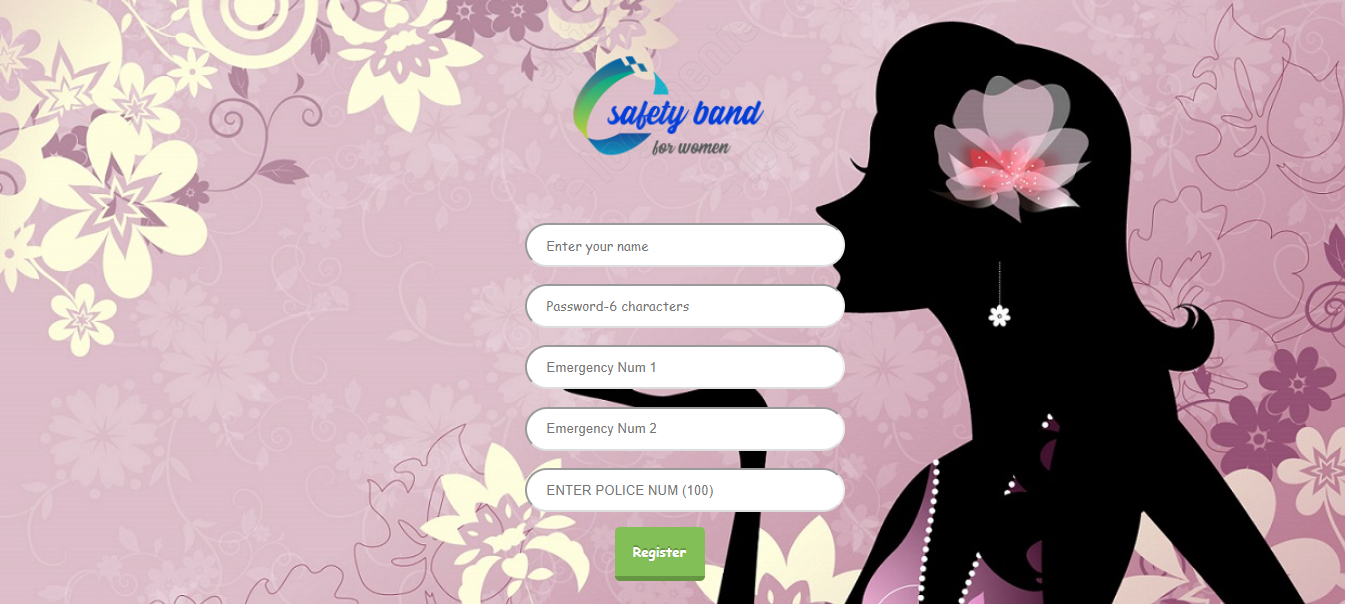 safety band
for women
Enter your name
Password-6 characters
Emergency Num 1
Emergency Num 2
ENTER POLICE NUM (100)
Register